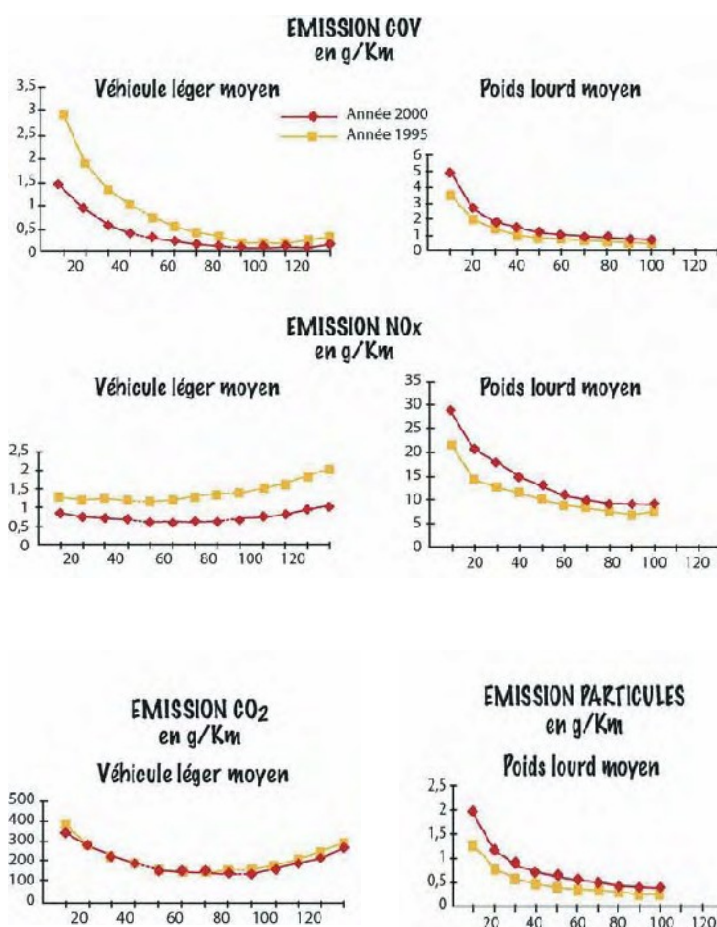 EMISSION COV
en g/Km
Véhicule léger moyen
Poids lourd moyen
Année 2000
Année 1995
3,5
3
2,5
2
1,5
1
0,5
0
20 40 60 80 100 120
6
5
4
3
2
1
0
20 40 60 80 100 120
EMISSION NOx
en g/Km
Véhicule léger moyen
Poids lourd moyen
2,5
2
1,5
1
0,5
0
20 40 60 80 100 120
35
30
25
20
15
10
5
0
20 40 60 80 100 120
EMISSION CO2
en g/Km
Véhicule léger moyen
500
400
300
200
100
0
20 40 60 80 100 120
EMISSION PARTICULES
en g/Km
Poids lourd moyen
2,5
2
1,5
1
0,5
0
20 40 60 80 100 120